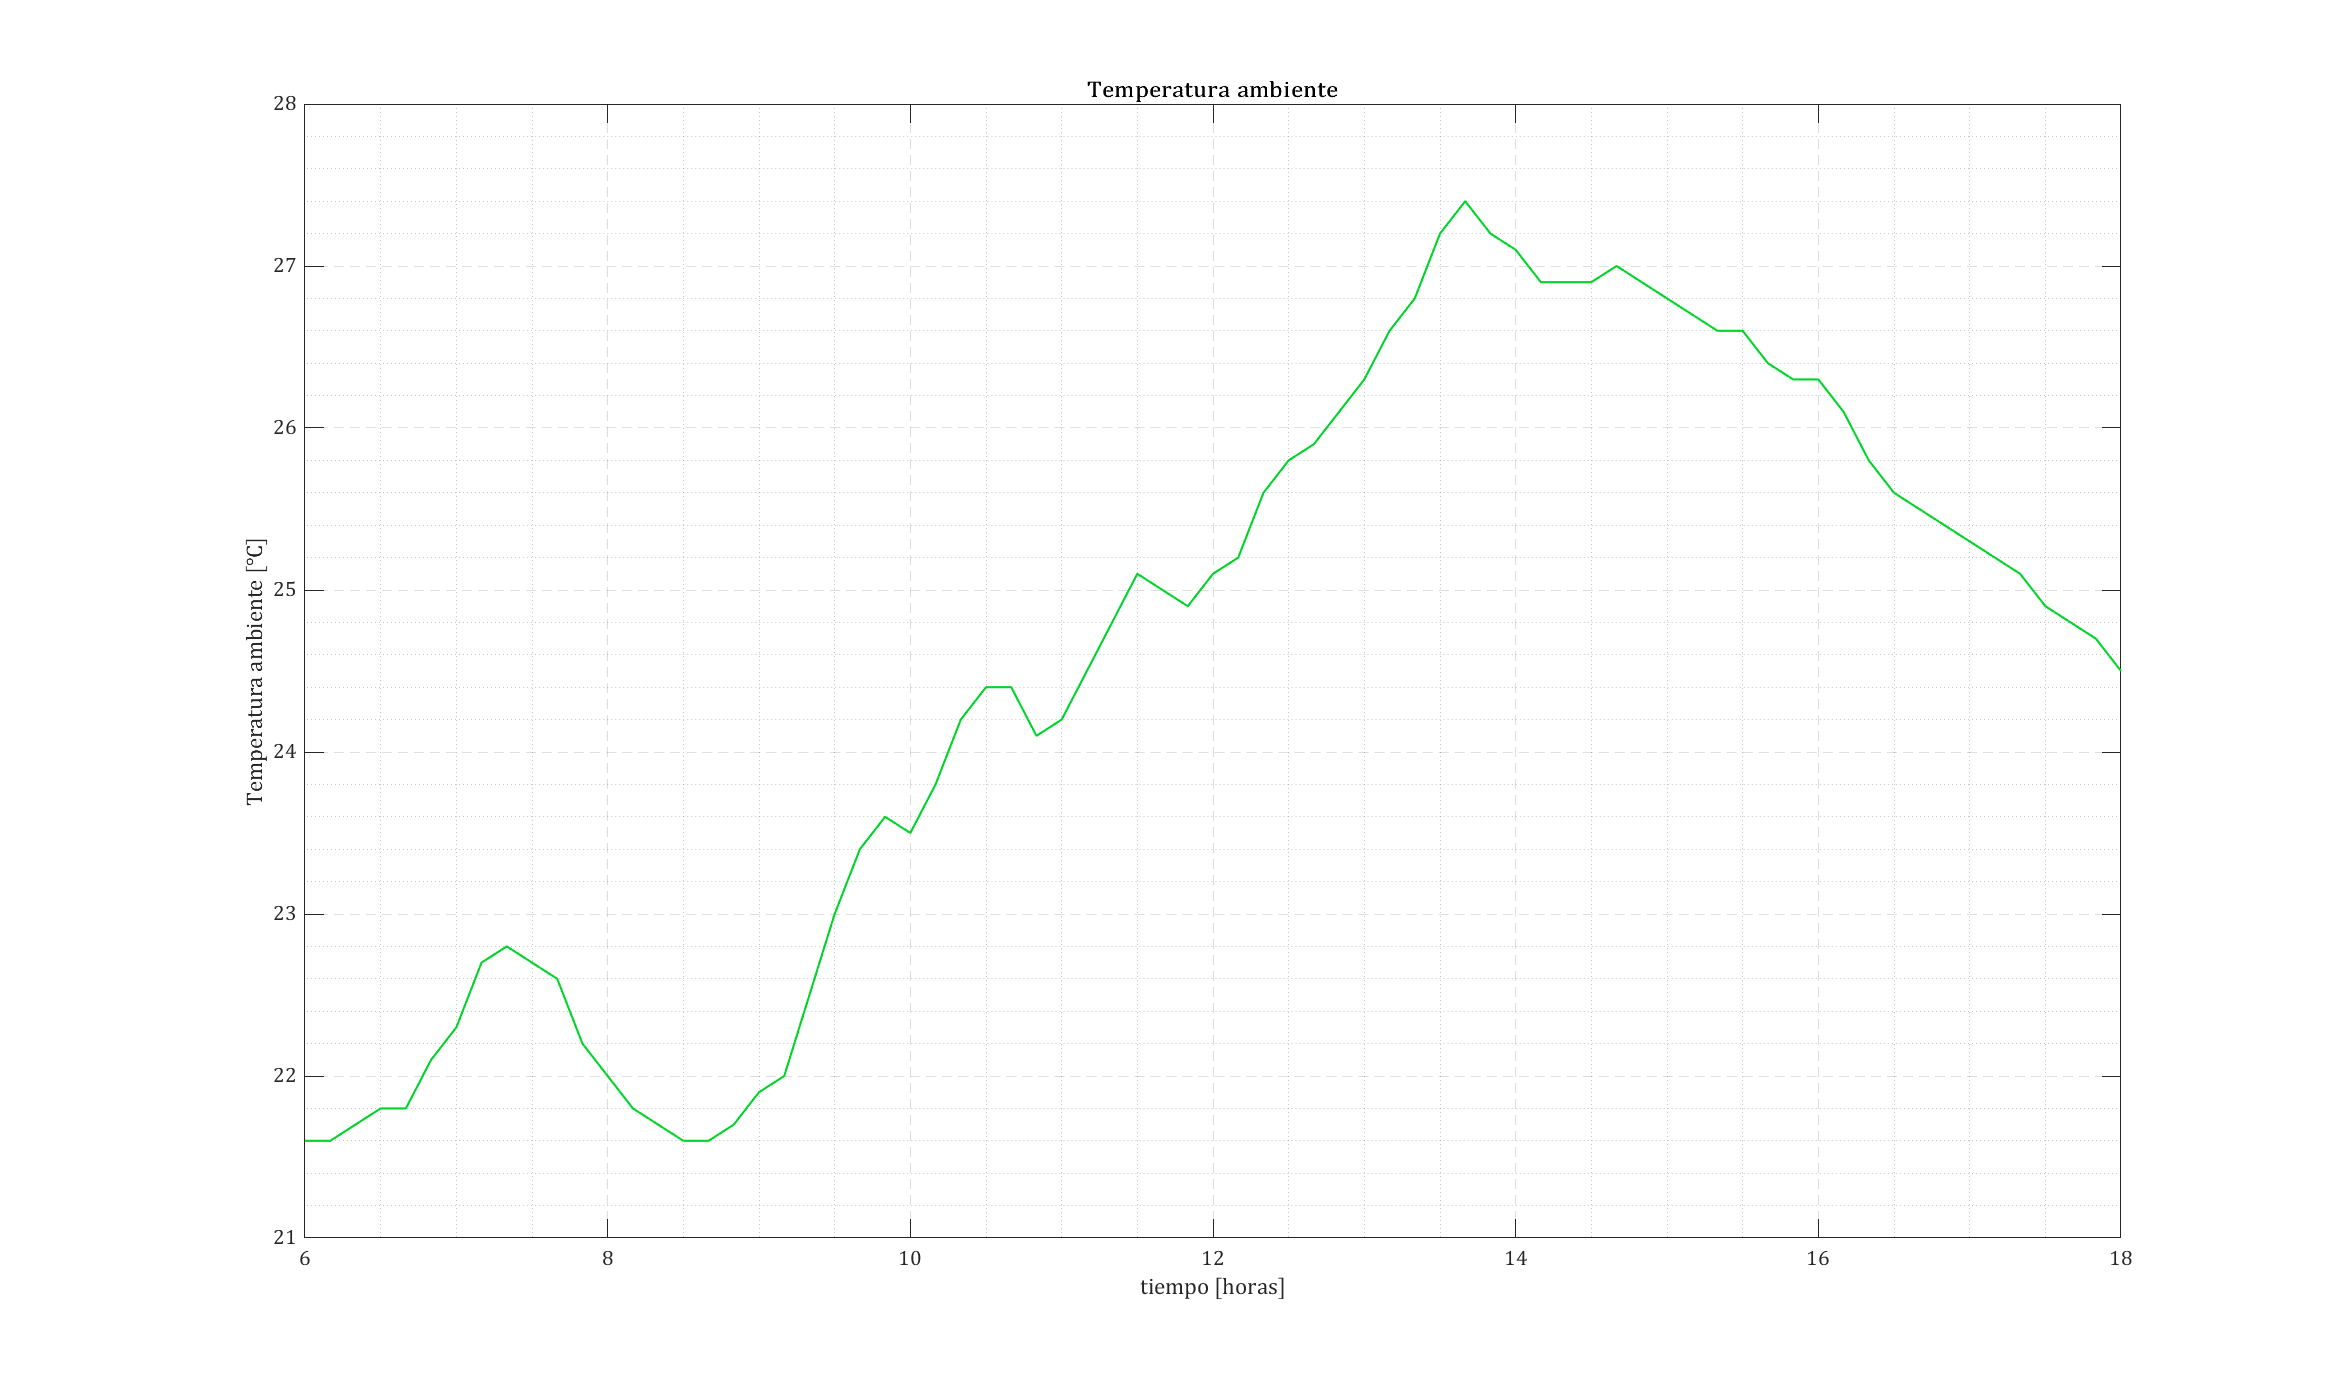 Temperatura ambiente
28
27
26
25
24
23
22
21
Temperatura ambiente [°C]
6 8 10 12 14 16 18
tiempo [horas]